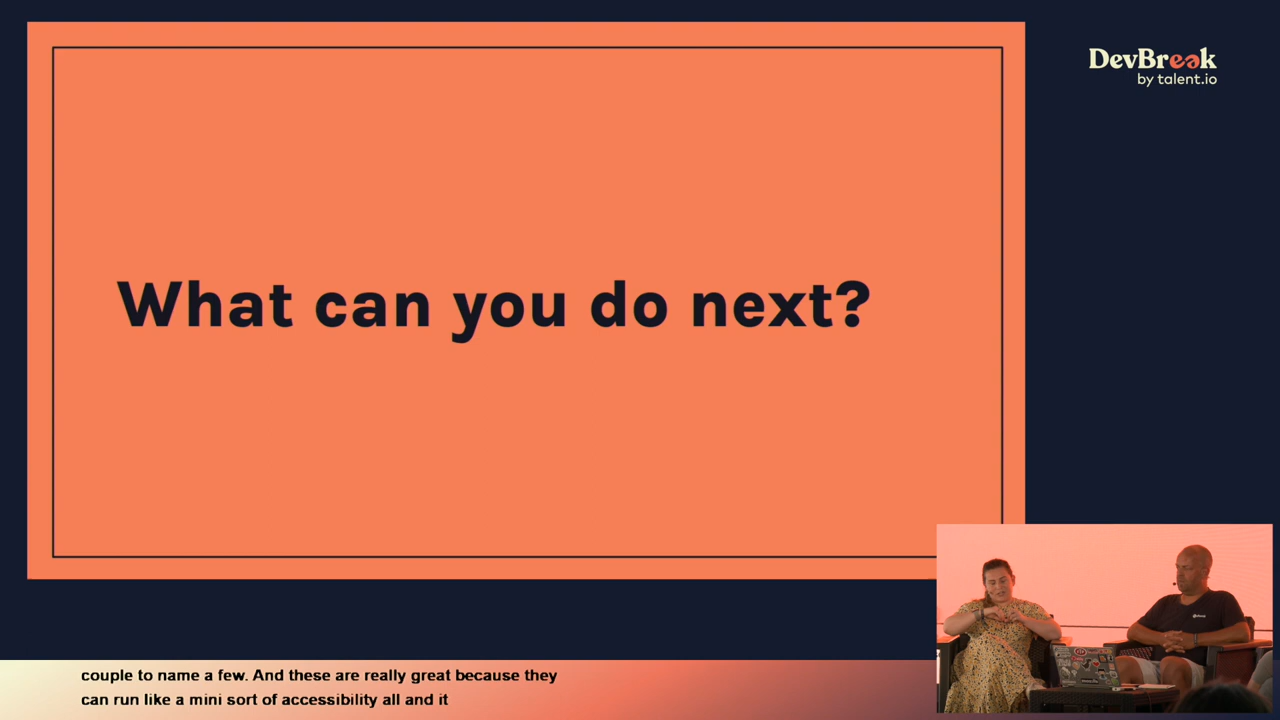 DevBreak
by talent.io
What can you do next?
couple to name a few. And these are really great because they
can run like a mini sort of accessibility all and it